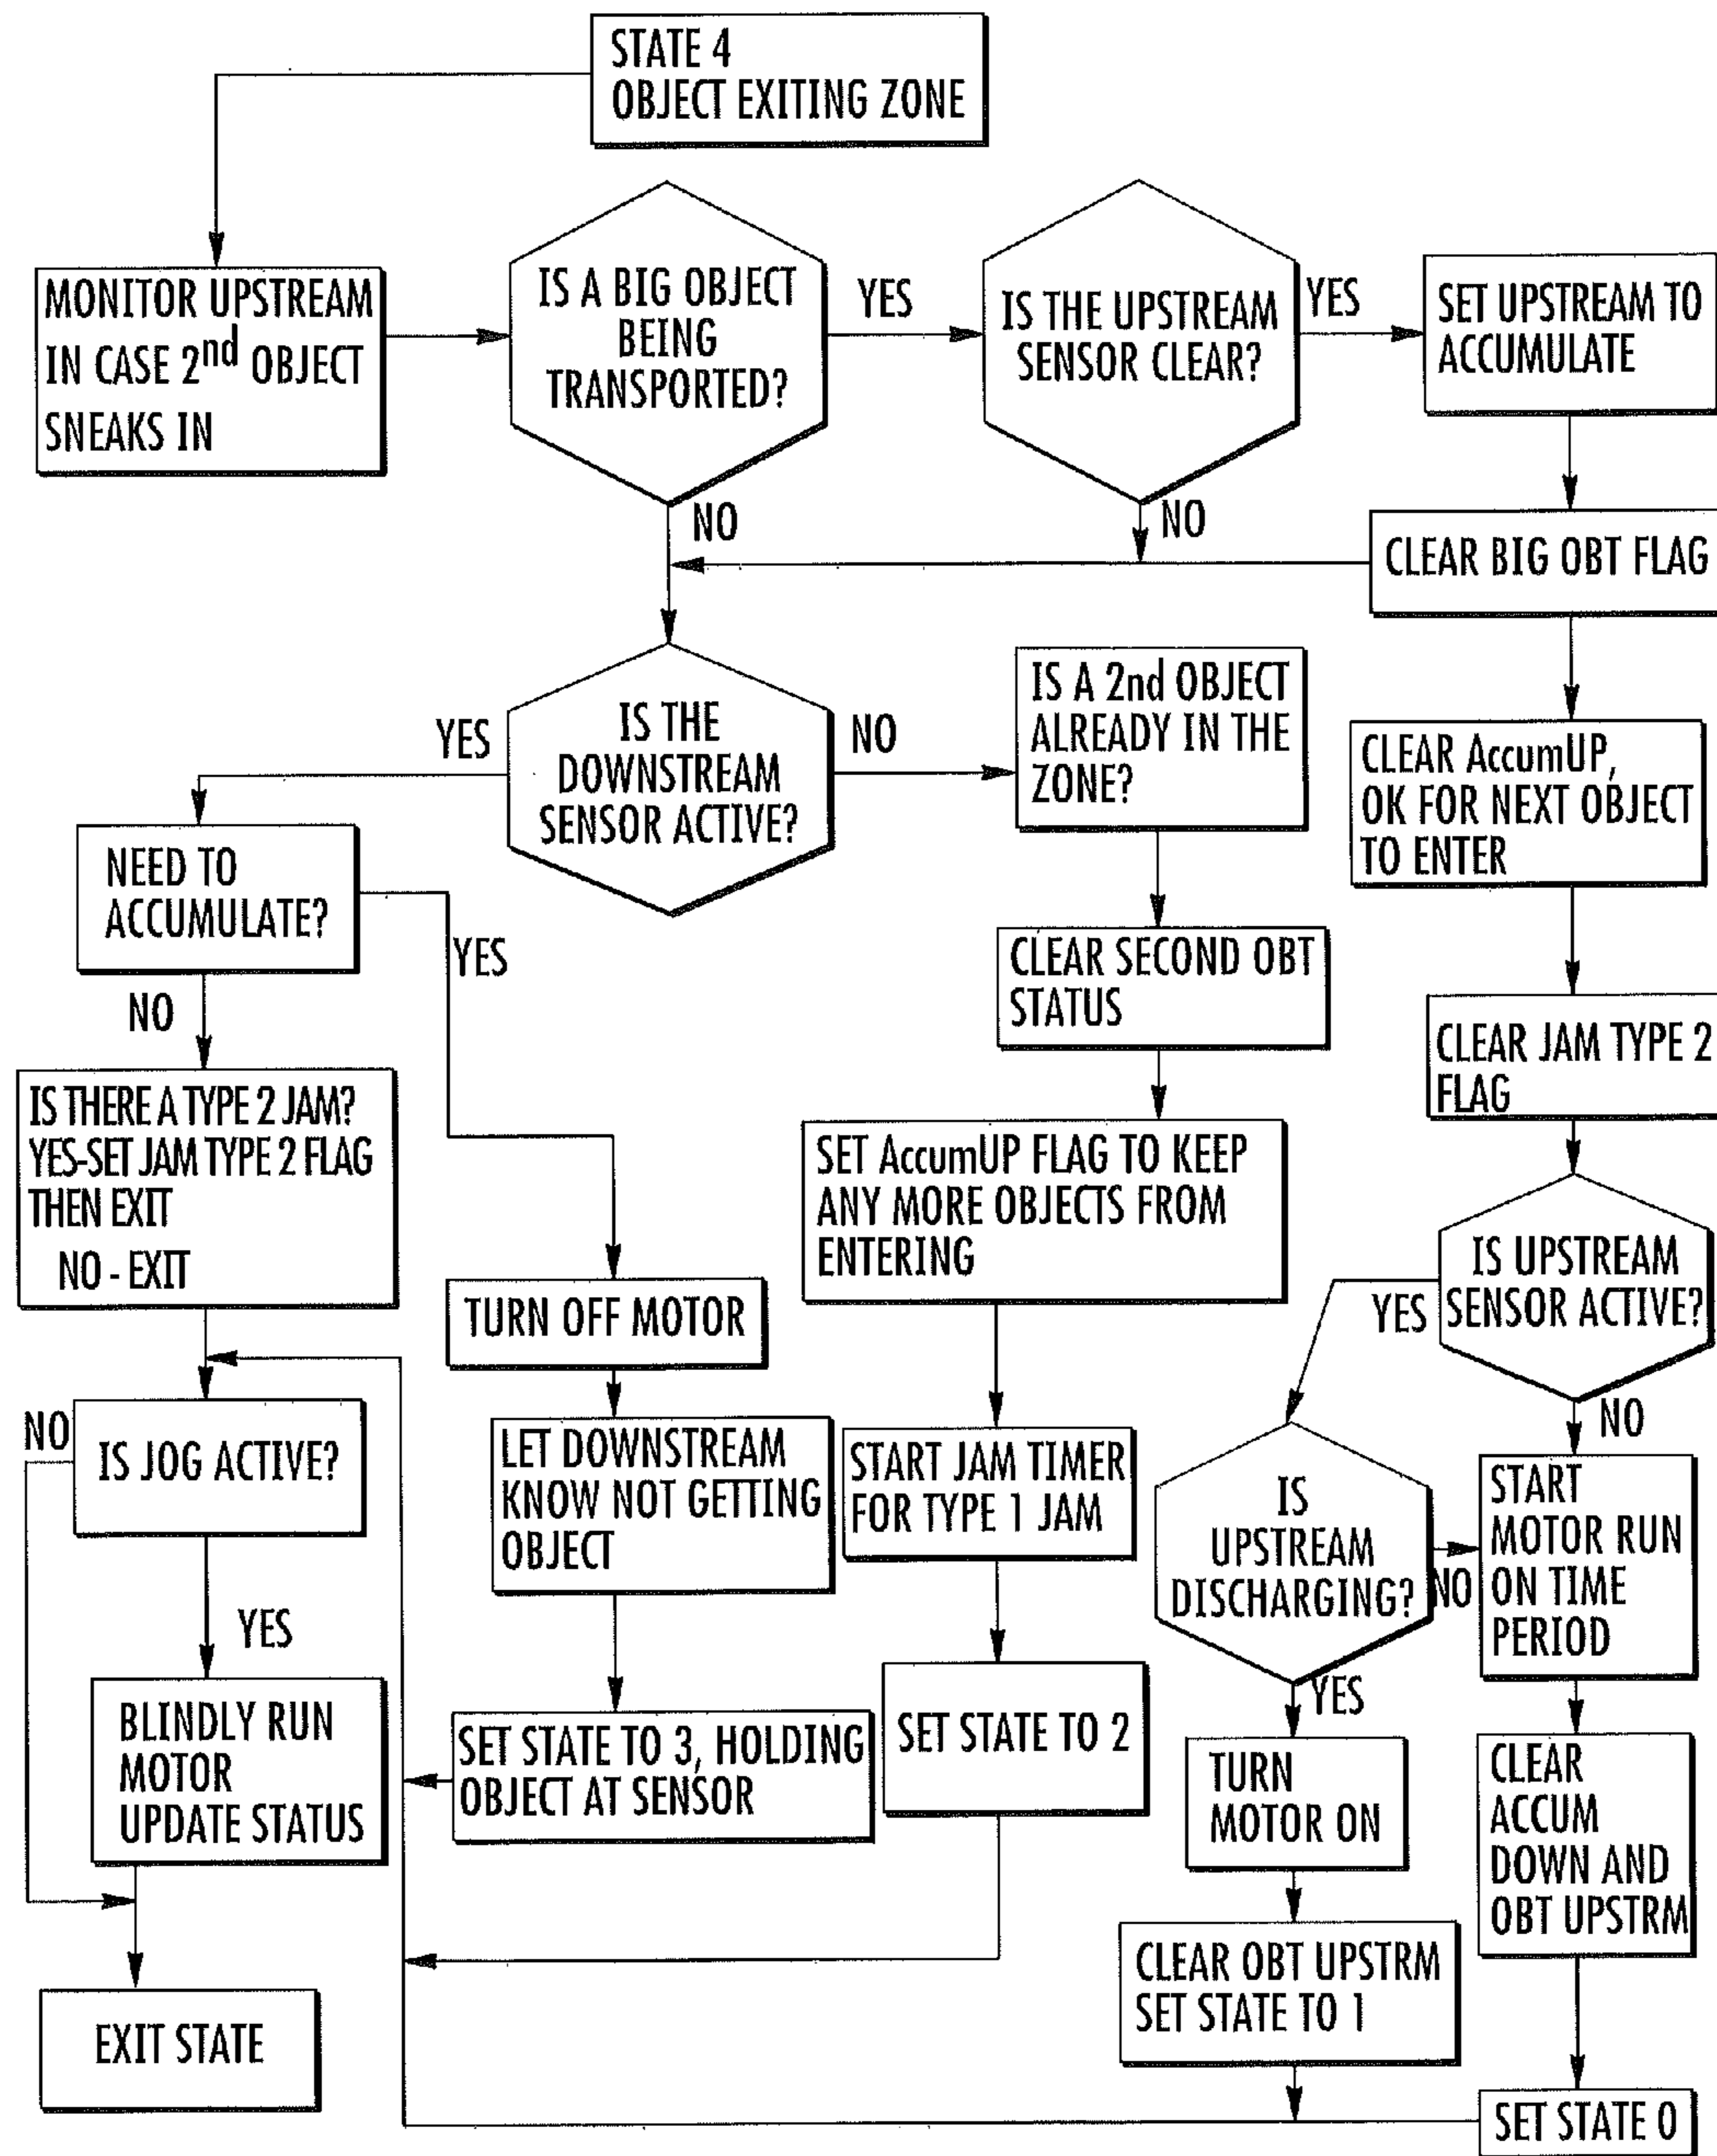 STATE 4
OBJECT EXITING ZONE
MONITOR UPSTREAM
IN CASE 2nd OBJECT
SNEAKS IN
IS A BIG OBJECT
BEING
TRANSPORTED?
YES
IS THE UPSTREAM
SENSOR CLEAR?
YES
SET UPSTREAM TO
ACCUMULATE
NO
NO
CLEAR BIG OBT FLAG
IS THE
DOWNSTREAM
SENSOR ACTIVE?
YES
NO
IS A 2nd OBJECT
ALREADY IN THE
ZONE?
CLEAR AccumUP,
OK FOR NEXT OBJECT
TO ENTER
NEED TO
ACCUMULATE?
YES
NO
CLEAR SECOND OBT
STATUS
CLEAR JAM TYPE 2
FLAG
IS THERE A TYPE 2 JAM?
YES-SET JAM TYPE 2 FLAG
THEN EXIT
NO - EXIT
SET AccumUP FLAG TO KEEP
ANY MORE OBJECTS FROM
ENTERING
IS UPSTREAM
SENSOR ACTIVE?
YES
NO
TURN OFF MOTOR
IS JOG ACTIVE?
NO
YES
LET DOWNSTREAM
KNOW NOT GETTING
OBJECT
START JAM TIMER
FOR TYPE 1 JAM
IS
UPSTREAM
DISCHARGING?
NO
YES
START
MOTOR RUN
ON TIME
PERIOD
BLINDLY RUN
MOTOR
UPDATE STATUS
SET STATE TO 3, HOLDING
OBJECT AT SENSOR
SET STATE TO 2
TURN
MOTOR ON
CLEAR
ACCUM
DOWN AND
OBT UPSTRM
EXIT STATE
CLEAR OBT UPSTRM
SET STATE TO 1
SET STATE 0